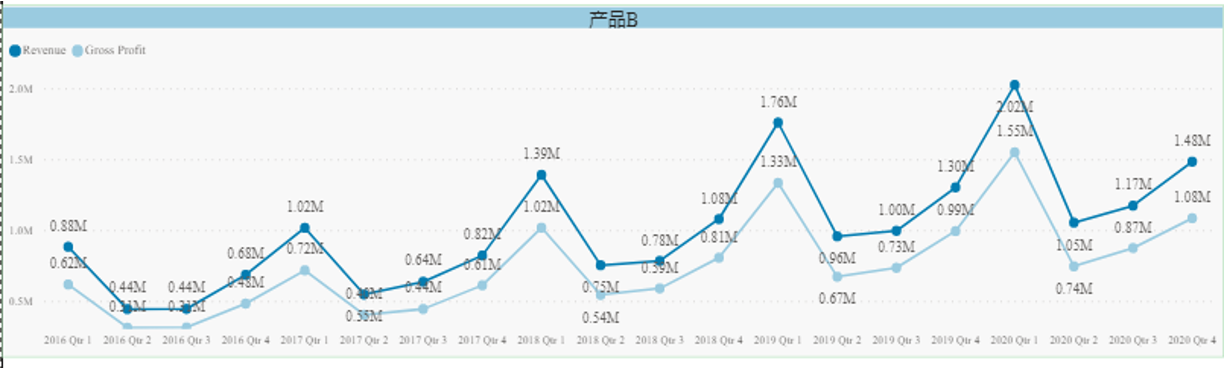 产品B
Revenue Gross Profit
2.0M
1.5M
1.0M
0.5M
0.88M 0.44M 0.44M 0.68M 1.02M 0.64M 0.82M 1.39M 0.75M 0.78M 1.08M 1.76M 0.96M 1.00M 1.30M 2.02M 1.05M 1.17M 1.48M
0.62M 0.31M 0.31M 0.48M 0.72M 0.44M 0.61M 1.02M 0.54M 0.59M 0.81M 1.33M 0.67M 0.73M 0.99M 1.55M 0.74M 0.87M 1.08M
2016 Qtr 1 2016 Qtr 2 2016 Qtr 3 2016 Qtr 4 2017 Qtr 1 2017 Qtr 2 2017 Qtr 3 2017 Qtr 4 2018 Qtr 1 2018 Qtr 2 2018 Qtr 3 2018 Qtr 4 2019 Qtr 1 2019 Qtr 2 2019 Qtr 3 2019 Qtr 4 2020 Qtr 1 2020 Qtr 2 2020 Qtr 3 2020 Qtr 4